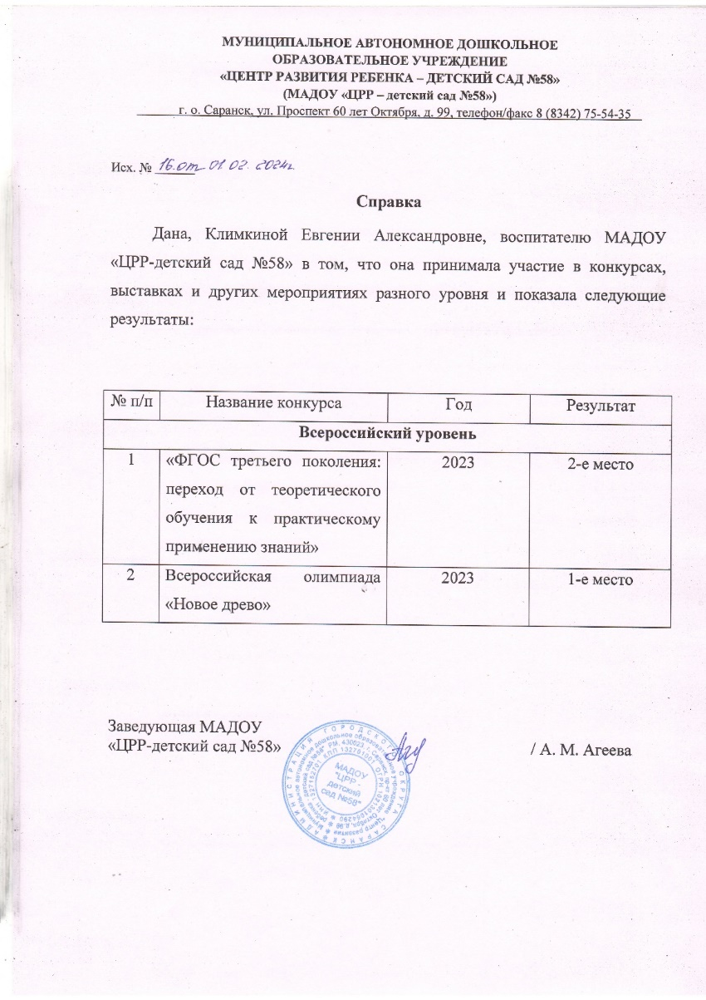 МУНИЦИПАЛЬНОЕ АВТОНОМНОЕ ДОШКОЛЬНОЕ
ОБРАЗОВАТЕЛЬНОЕ УЧРЕЖДЕНИЕ
«ЦЕНТР РАЗВИТИЯ РЕБЕНКА – ДЕТСКИЙ САД №58»
(МАДОУ «ЦРР – детский сад №58»)
г. о. Саранск, ул. Проспект 60 лет Октября, д. 99, телефон/факс 8 (8342) 75-54-35
Исх. № 16 от 01 02. 2024г.
Справка
Дана, Климкиной Евгении Александровне, воспитателю МАДОУ
«ЦРР-детский сад №58» в том, что она принимала участие в конкурсах,
выставках и других мероприятиях разного уровня и показала следующие
результаты:
№ п/п Название конкурса Год Результат
Всероссийский уровень
1 «ФГОС третьего поколения: 2023 2-е место
переход от теоретического
обучения к практическому
применению знаний»
2 Всероссийская олимпиада 2023 1-е место
«Новое древо»
Заведующая МАДОУ
«ЦРР-детский сад №58» / А. М. Агеева
МАДОУ
"ЦРР -
детский
сад №58"